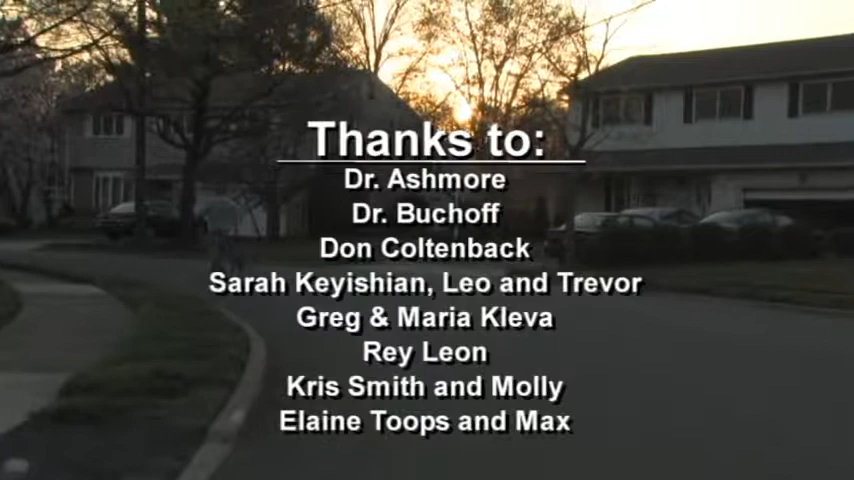 Thanks to:
Dr. Ashmore
Dr. Buchoff
Don Coltenback
Sarah Keyishian, Leo and Trevor
Greg & Maria Kleva
Rey Leon
Kris Smith and Molly
Elaine Toops and Max